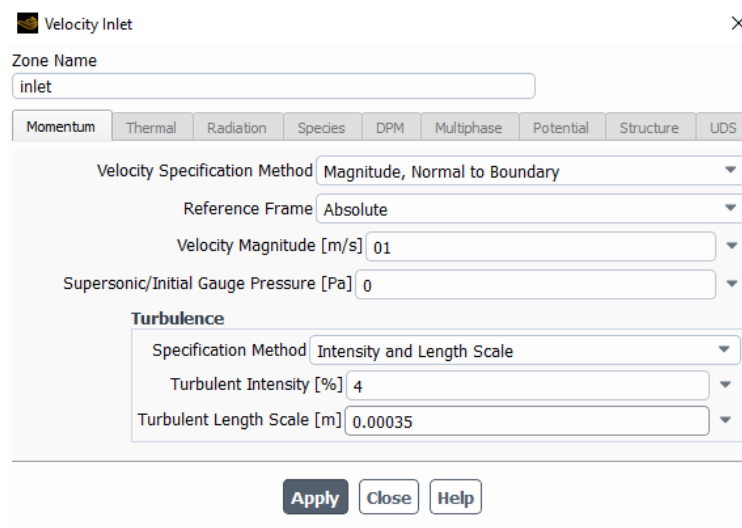 Velocity Inlet
Zone Name
inlet
Momentum Thermal Radiation Species DPM Multiphase Potential Structure UDS
Velocity Specification Method Magnitude, Normal to Boundary
Reference Frame Absolute
Velocity Magnitude [m/s] 01
Supersonic/Initial Gauge Pressure [Pa] 0
Turbulence
Specification Method Intensity and Length Scale
Turbulent Intensity [%] 4
Turbulent Length Scale [m] 0.00035
Apply Close Help